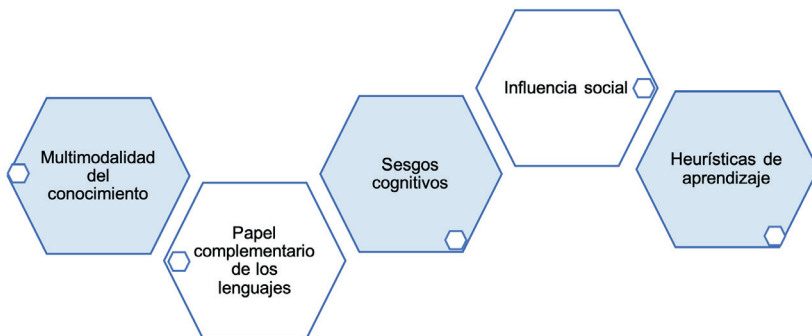 Multimodalidad
del
conocimiento
Papel
complementario
de los
lenguajes
Sesgos
cognitivos
Influencia social
Heurísticas de
aprendizaje